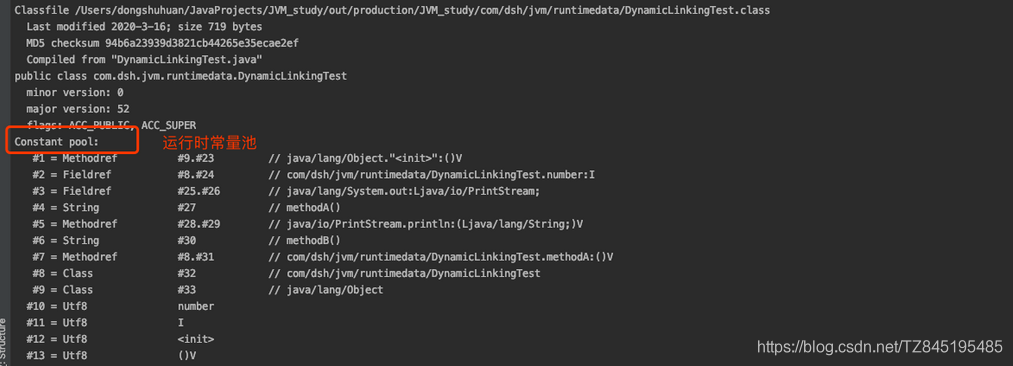 Classfile /Users/dongshuhuan/JavaProjects/JVM_study/out/production/JVM_study/com/dsh/jvm/runtimedata/DynamicLinkingTest.class
Last modified 2020-3-16; size 719 bytes
MD5 checksum 94b6a23939d3821cb44265e35ecae2ef
Compiled from "DynamicLinkingTest.java"
public class com.dsh.jvm.runtimedata.DynamicLinkingTest
minor version: 0
major version: 52
flags: ACC_PUBLIC, ACC_SUPER
Constant pool: 运行时常量池
#1 = Methodref #9.#23 // java/lang/Object."<init>":()V
#2 = Fieldref #8.#24 // com/dsh/jvm/runtimedata/DynamicLinkingTest.number:I
#3 = Fieldref #25.#26 // java/lang/System.out:Ljava/io/PrintStream;
#4 = String #27 // methodA()
#5 = Methodref #28.#29 // java/io/PrintStream.println:(Ljava/lang/String;)V
#6 = String #30 // methodB()
#7 = Methodref #8.#31 // com/dsh/jvm/runtimedata/DynamicLinkingTest.methodA:()V
#8 = Class #32 // com/dsh/jvm/runtimedata/DynamicLinkingTest
#9 = Class #33 // java/lang/Object
#10 = Utf8 number
#11 = Utf8 I
#12 = Utf8 <init>
#13 = Utf8 ()V
: Structure
https://blog.csdn.net/TZ845195485